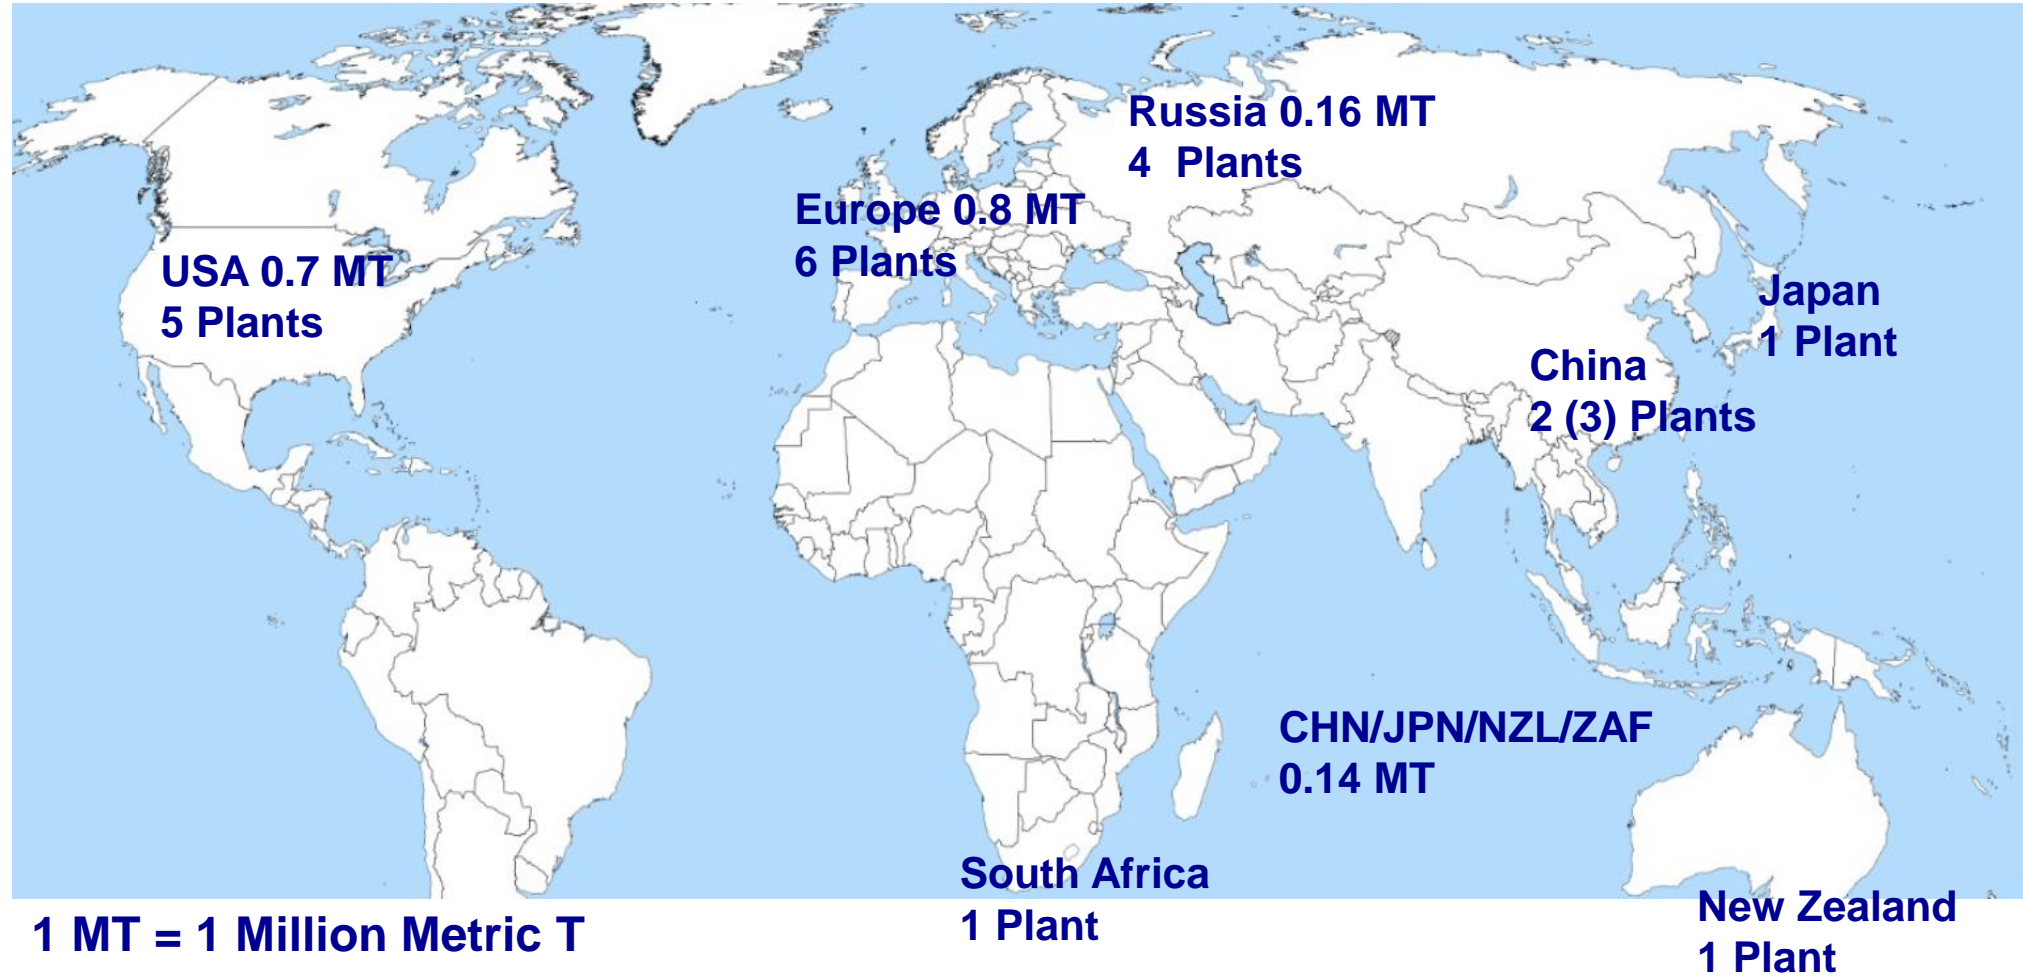 Russia 0.16 MT
4 Plants
Europe 0.8 MT
6 Plants
USA 0.7 MT
5 Plants
Japan
1 Plant
China
2 (3) Plants
CHN/JPN/NZL/ZAF
0.14 MT
South Africa
1 Plant
New Zealand
1 Plant
1 MT = 1 Million Metric T